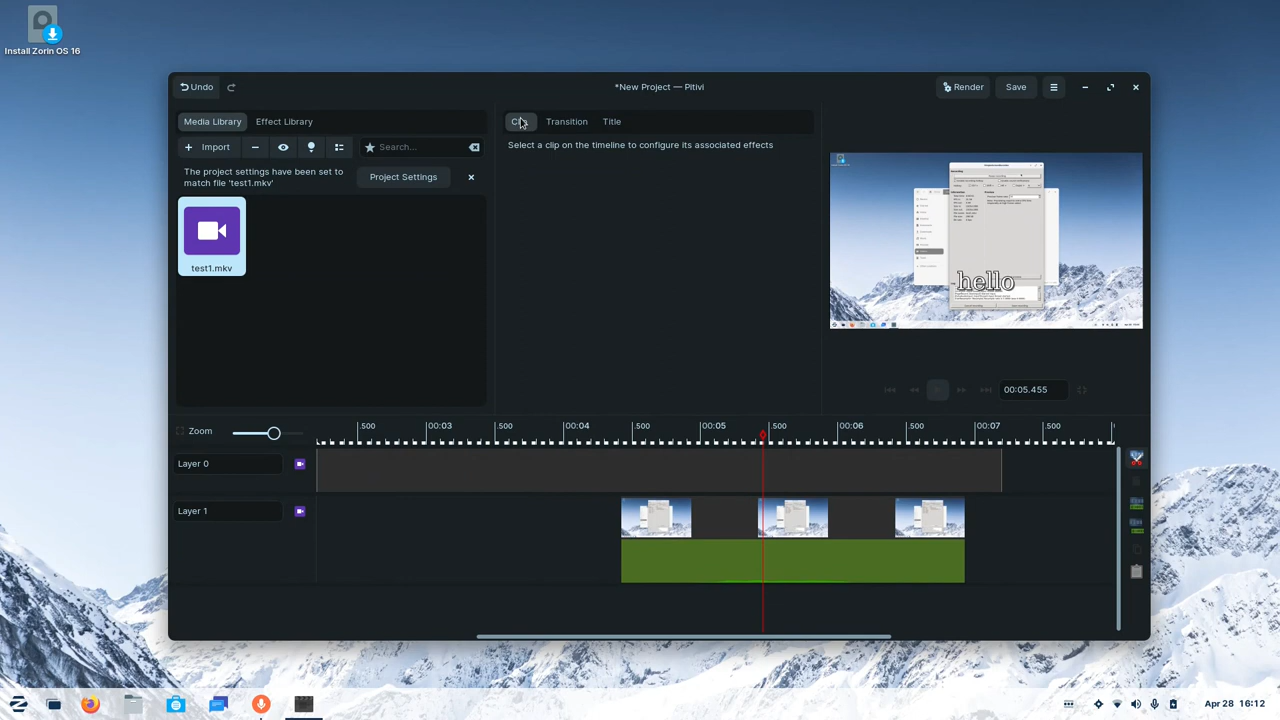 Install Zorin OS 16
Undo
*New Project — Pitivi
Render
Save
Media Library
Effect Library
Clip
Transition
Title
Import
Search...
Select a clip on the timeline to configure its associated effects
The project settings have been set to
match file 'test1.mkv'
Project Settings
test1.mkv
hello
00:05.455
Zoom
.500
00:03
.500
00:04
.500
00:05
.500
00:06
.500
00:07
.500
Layer 0
Layer 1
Apr 28 16:12